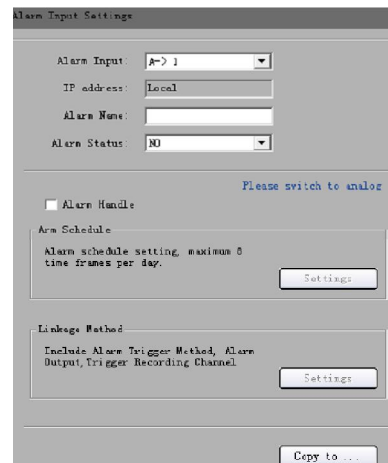 Alarm Input Settings
Alarm Input: A-> 1
IP address: Local
Alarm Name:
Alarm Status: NO
Please switch to analog
Alarm Handle
Arm Schedule
Alarm schedule setting, maximum 8
time frames per day.
Settings
Linkage Method
Include Alarm Trigger Method, Alarm
Output,Trigger Recording Channel
Settings
Copy to ...